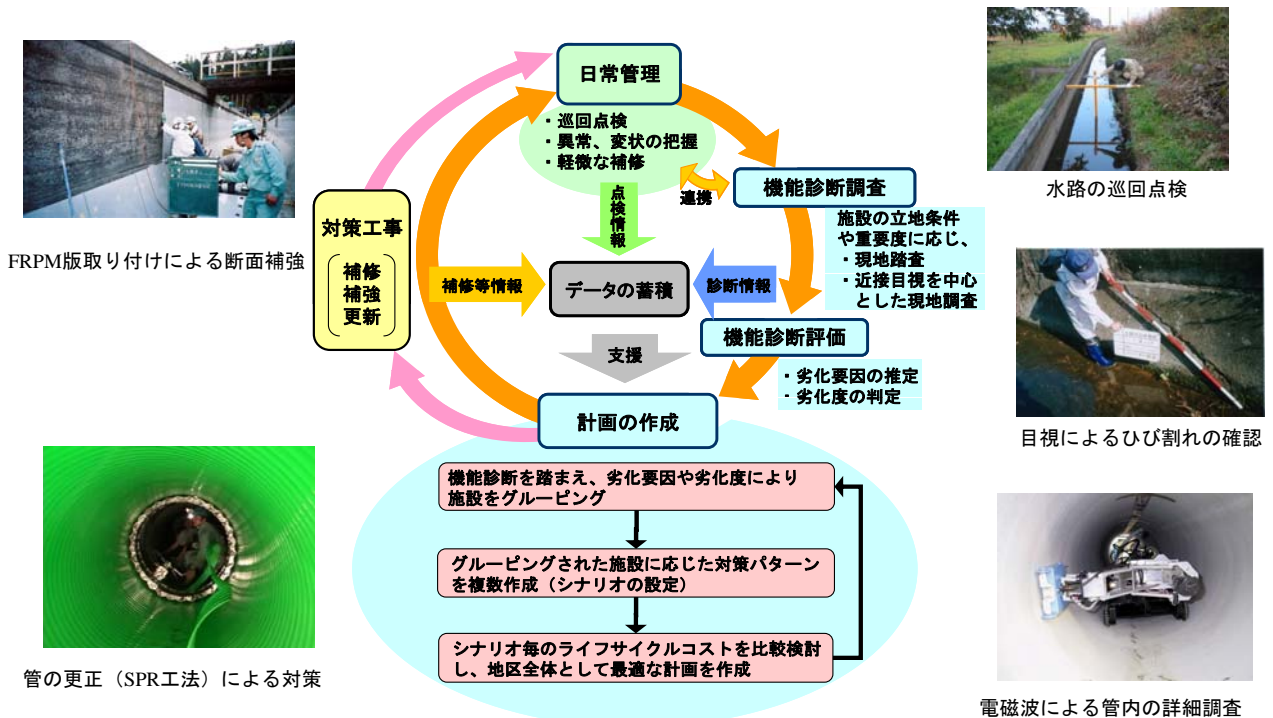 日常管理
・巡回点検
・異常、変状の把握
・軽微な補修
点検情報
連携
機能診断調査
施設の立地条件
や重要度に応じ、
・現地踏査
・近接目視を中心
とした現地調査
対策工事
補修
補強
更新
補修等情報
データの蓄積
診断情報
機能診断評価
・劣化要因の推定
・劣化度の判定
支援
計画の作成
機能診断を踏まえ、劣化要因や劣化度により
施設をグルーピング
グルーピングされた施設に応じた対策パターン
を複数作成（シナリオの設定）
シナリオ毎のライフサイクルコストを比較検討
し、地区全体として最適な計画を作成
FRPM版取り付けによる断面補強
管の更正（SPR工法）による対策
水路の巡回点検
目視によるひび割れの確認
電磁波による管内の詳細調査